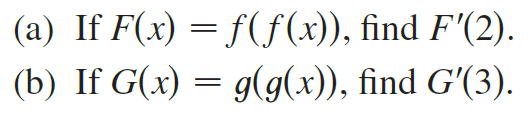 (a) If F(x) = f(f(x)), find F′(2).
(b) If G(x) = g(g(x)), find G′(3).